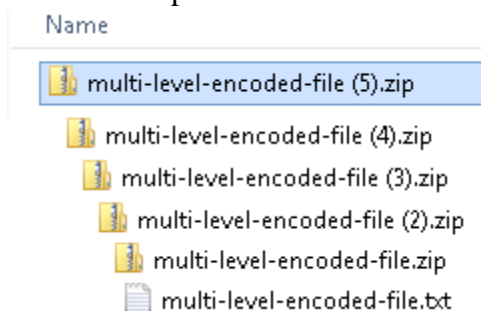 Name
multi-level-encoded-file (5).zip
multi-level-encoded-file (4).zip
multi-level-encoded-file (3).zip
multi-level-encoded-file (2).zip
multi-level-encoded-file.zip
multi-level-encoded-file.txt